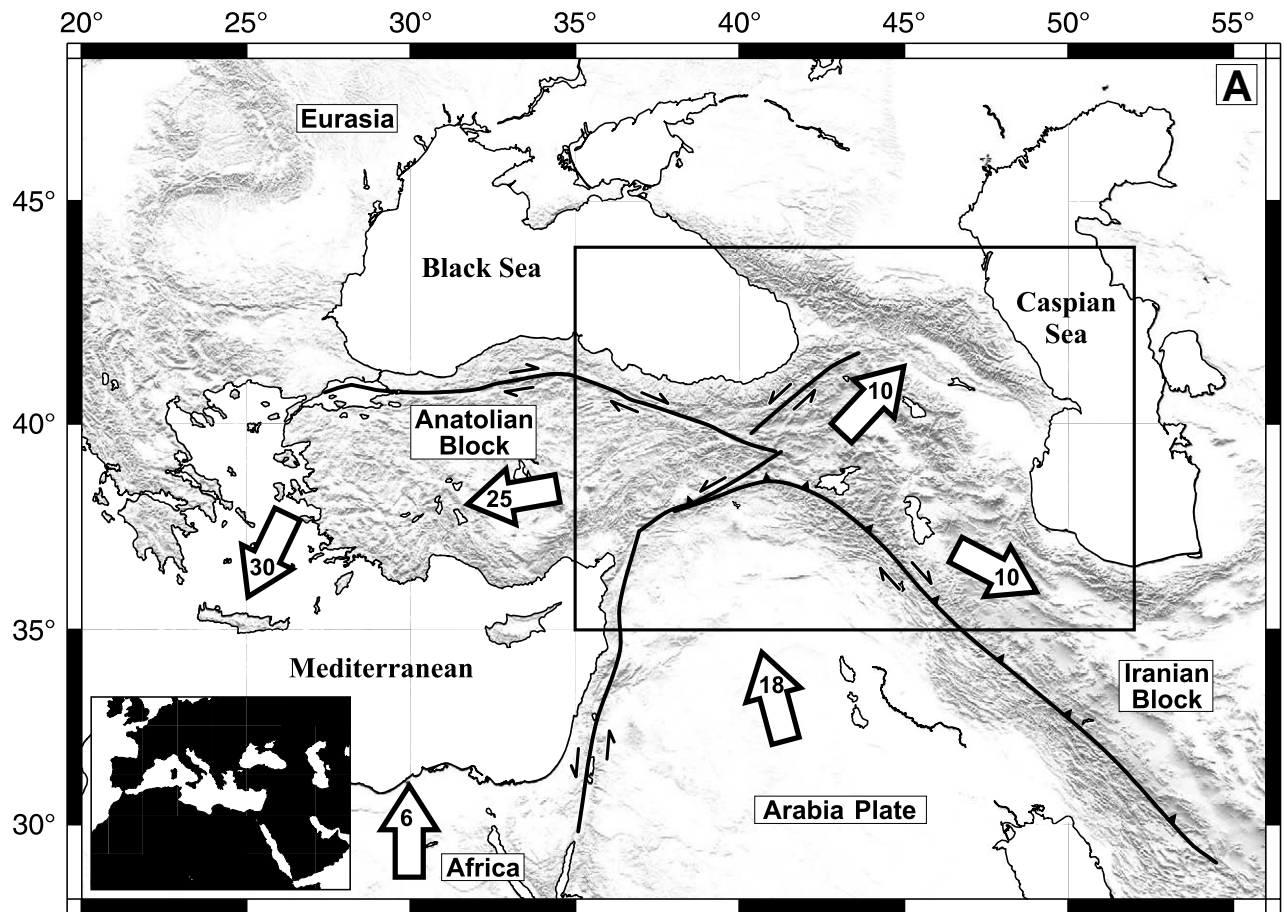 20° 25° 30° 35° 40° 45° 50° 55°
A
Eurasia
45°
Black Sea
Caspian
Sea
10
40°
Anatolian
Block
25
30
10
35°
Mediterranean
18
Iranian
Block
30°
6
Arabia Plate
Africa